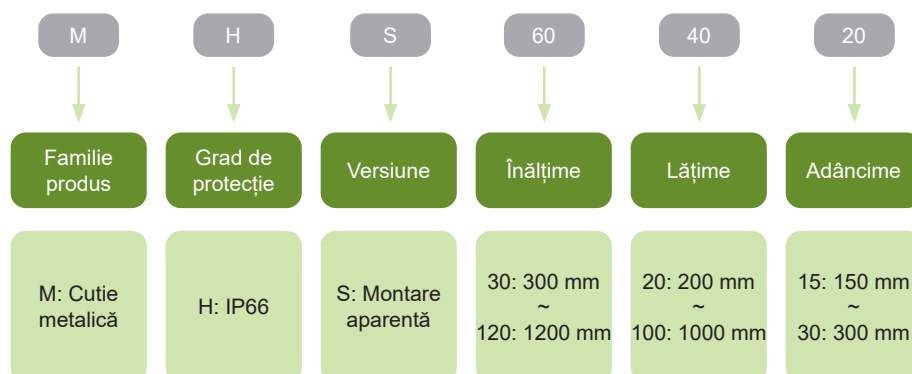 M
H
S
60
40
20
Familie
produs
Grad de
protecție
Versiune
Înălțime
Lățime
Adâncime
M: Cutie
metalică
H: IP66
S: Montare
aparentă
30: 300 mm
~
120: 1200 mm
20: 200 mm
~
100: 1000 mm
15: 150 mm
~
30: 300 mm